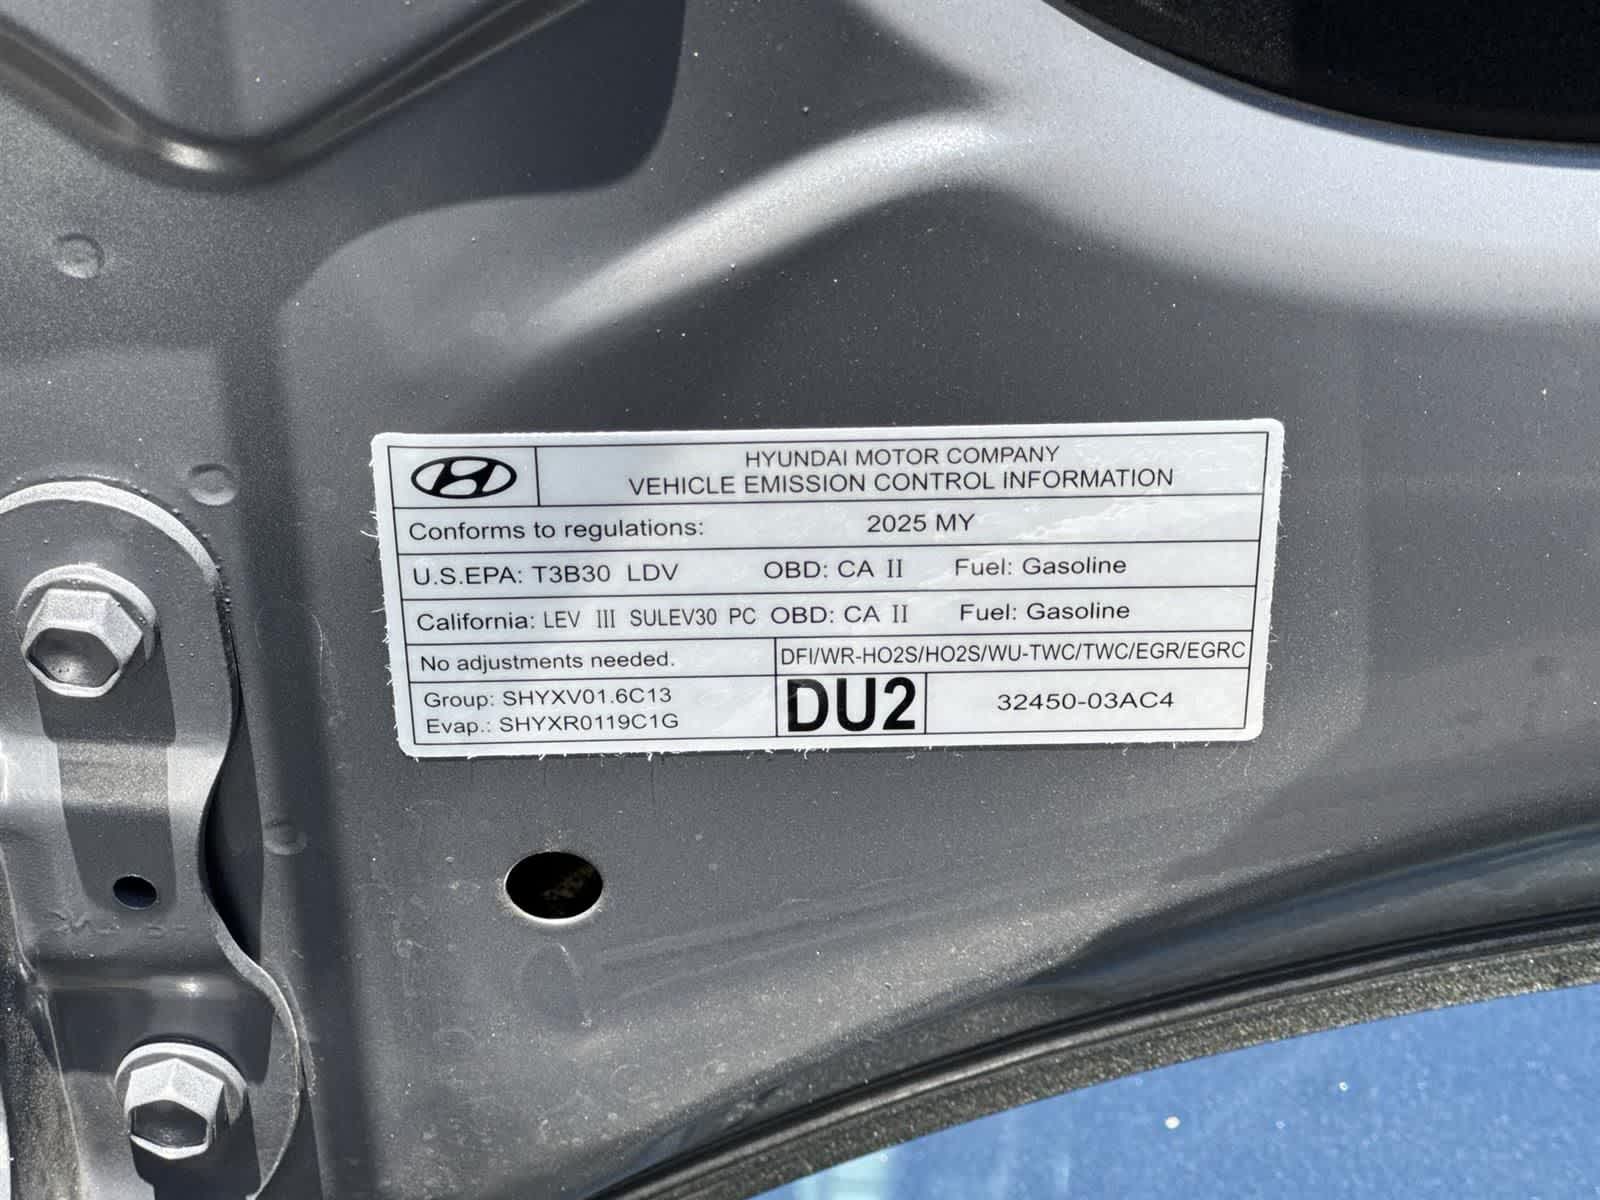 HYUNDAI MOTOR COMPANY
VEHICLE EMISSION CONTROL INFORMATION
Conforms to regulations: 2025 MY
U.S.EPA: T3B30 LDV OBD: CA II Fuel: Gasoline
California: LEV III SULEV30 PC OBD: CA II Fuel: Gasoline
No adjustments needed. DFI/WR-HO2S/HO2S/WU-TWC/TWC/EGR/EGRC
Group: SHYXV01.6C13
Evap.: SHYXR0119C1G
DU2
32450-03AC4